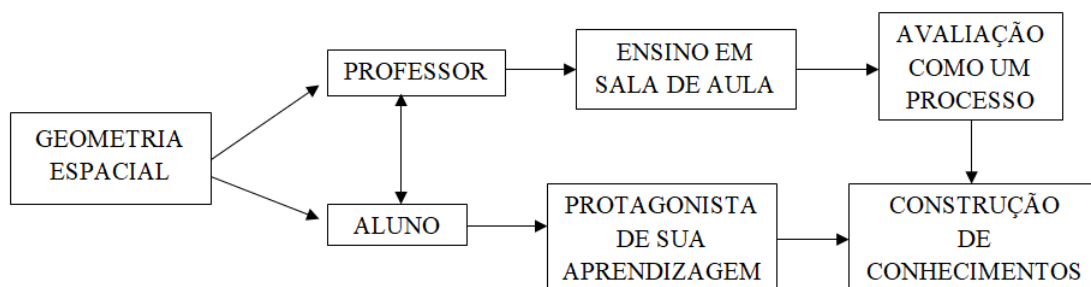 GEOMETRIA
ESPACIAL
PROFESSOR
ENSINO EM
SALA DE AULA
AVALIAÇÃO
COMO UM
PROCESSO
ALUNO
PROTAGONISTA
DE SUA
APRENDIZAGEM
CONSTRUÇÃO
DE
CONHECIMENTOS